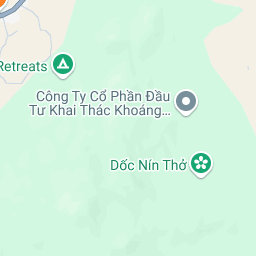 Retreats
Công Ty Cổ Phần Đầu
Tư Khai Thác Khoáng...
Dốc Nín Thở